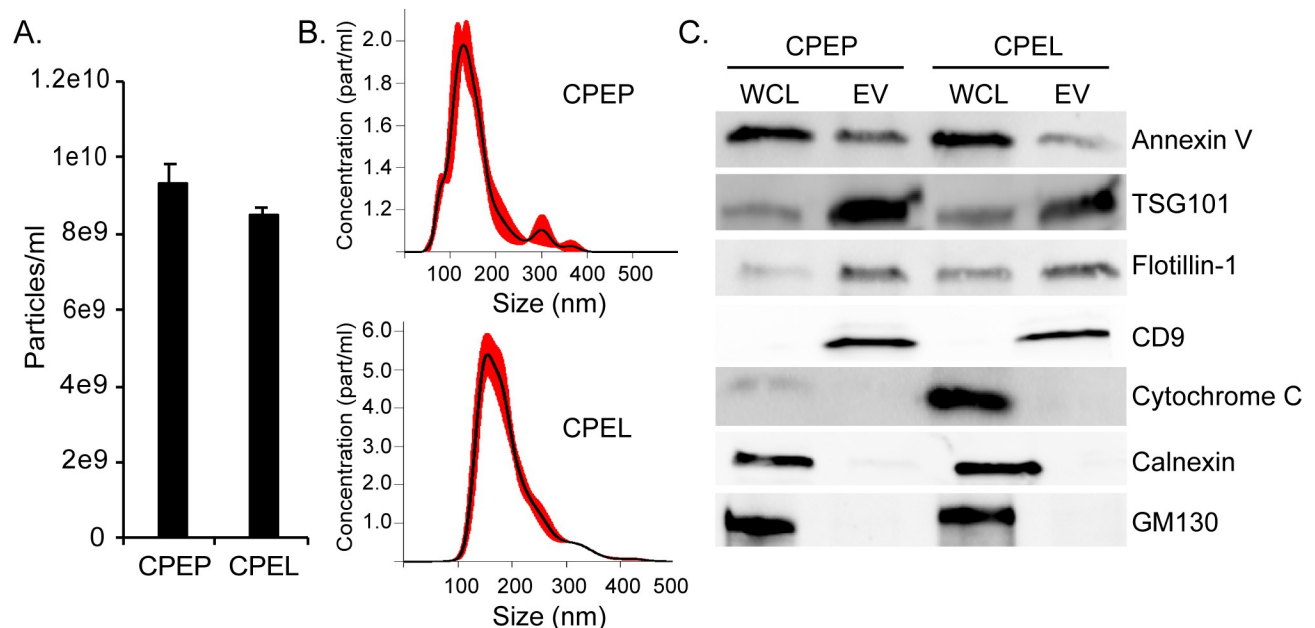 A.
1.2e10
1e10
8e9
6e9
4e9
2e9
0
Particles/ml
CPEP CPEL
B.
2.0
1.8
1.6
1.4
1.2
Concentration (part/ml)
CPEP
100 200 300 400 500
Size (nm)
6.0
5.0
4.0
3.0
2.0
1.0
Concentration (part/ml)
CPEL
100 200 300 400 500
Size (nm)
C.
CPEP CPEL
WCL EV WCL EV
Annexin V
TSG101
Flotillin-1
CD9
Cytochrome C
Calnexin
GM130